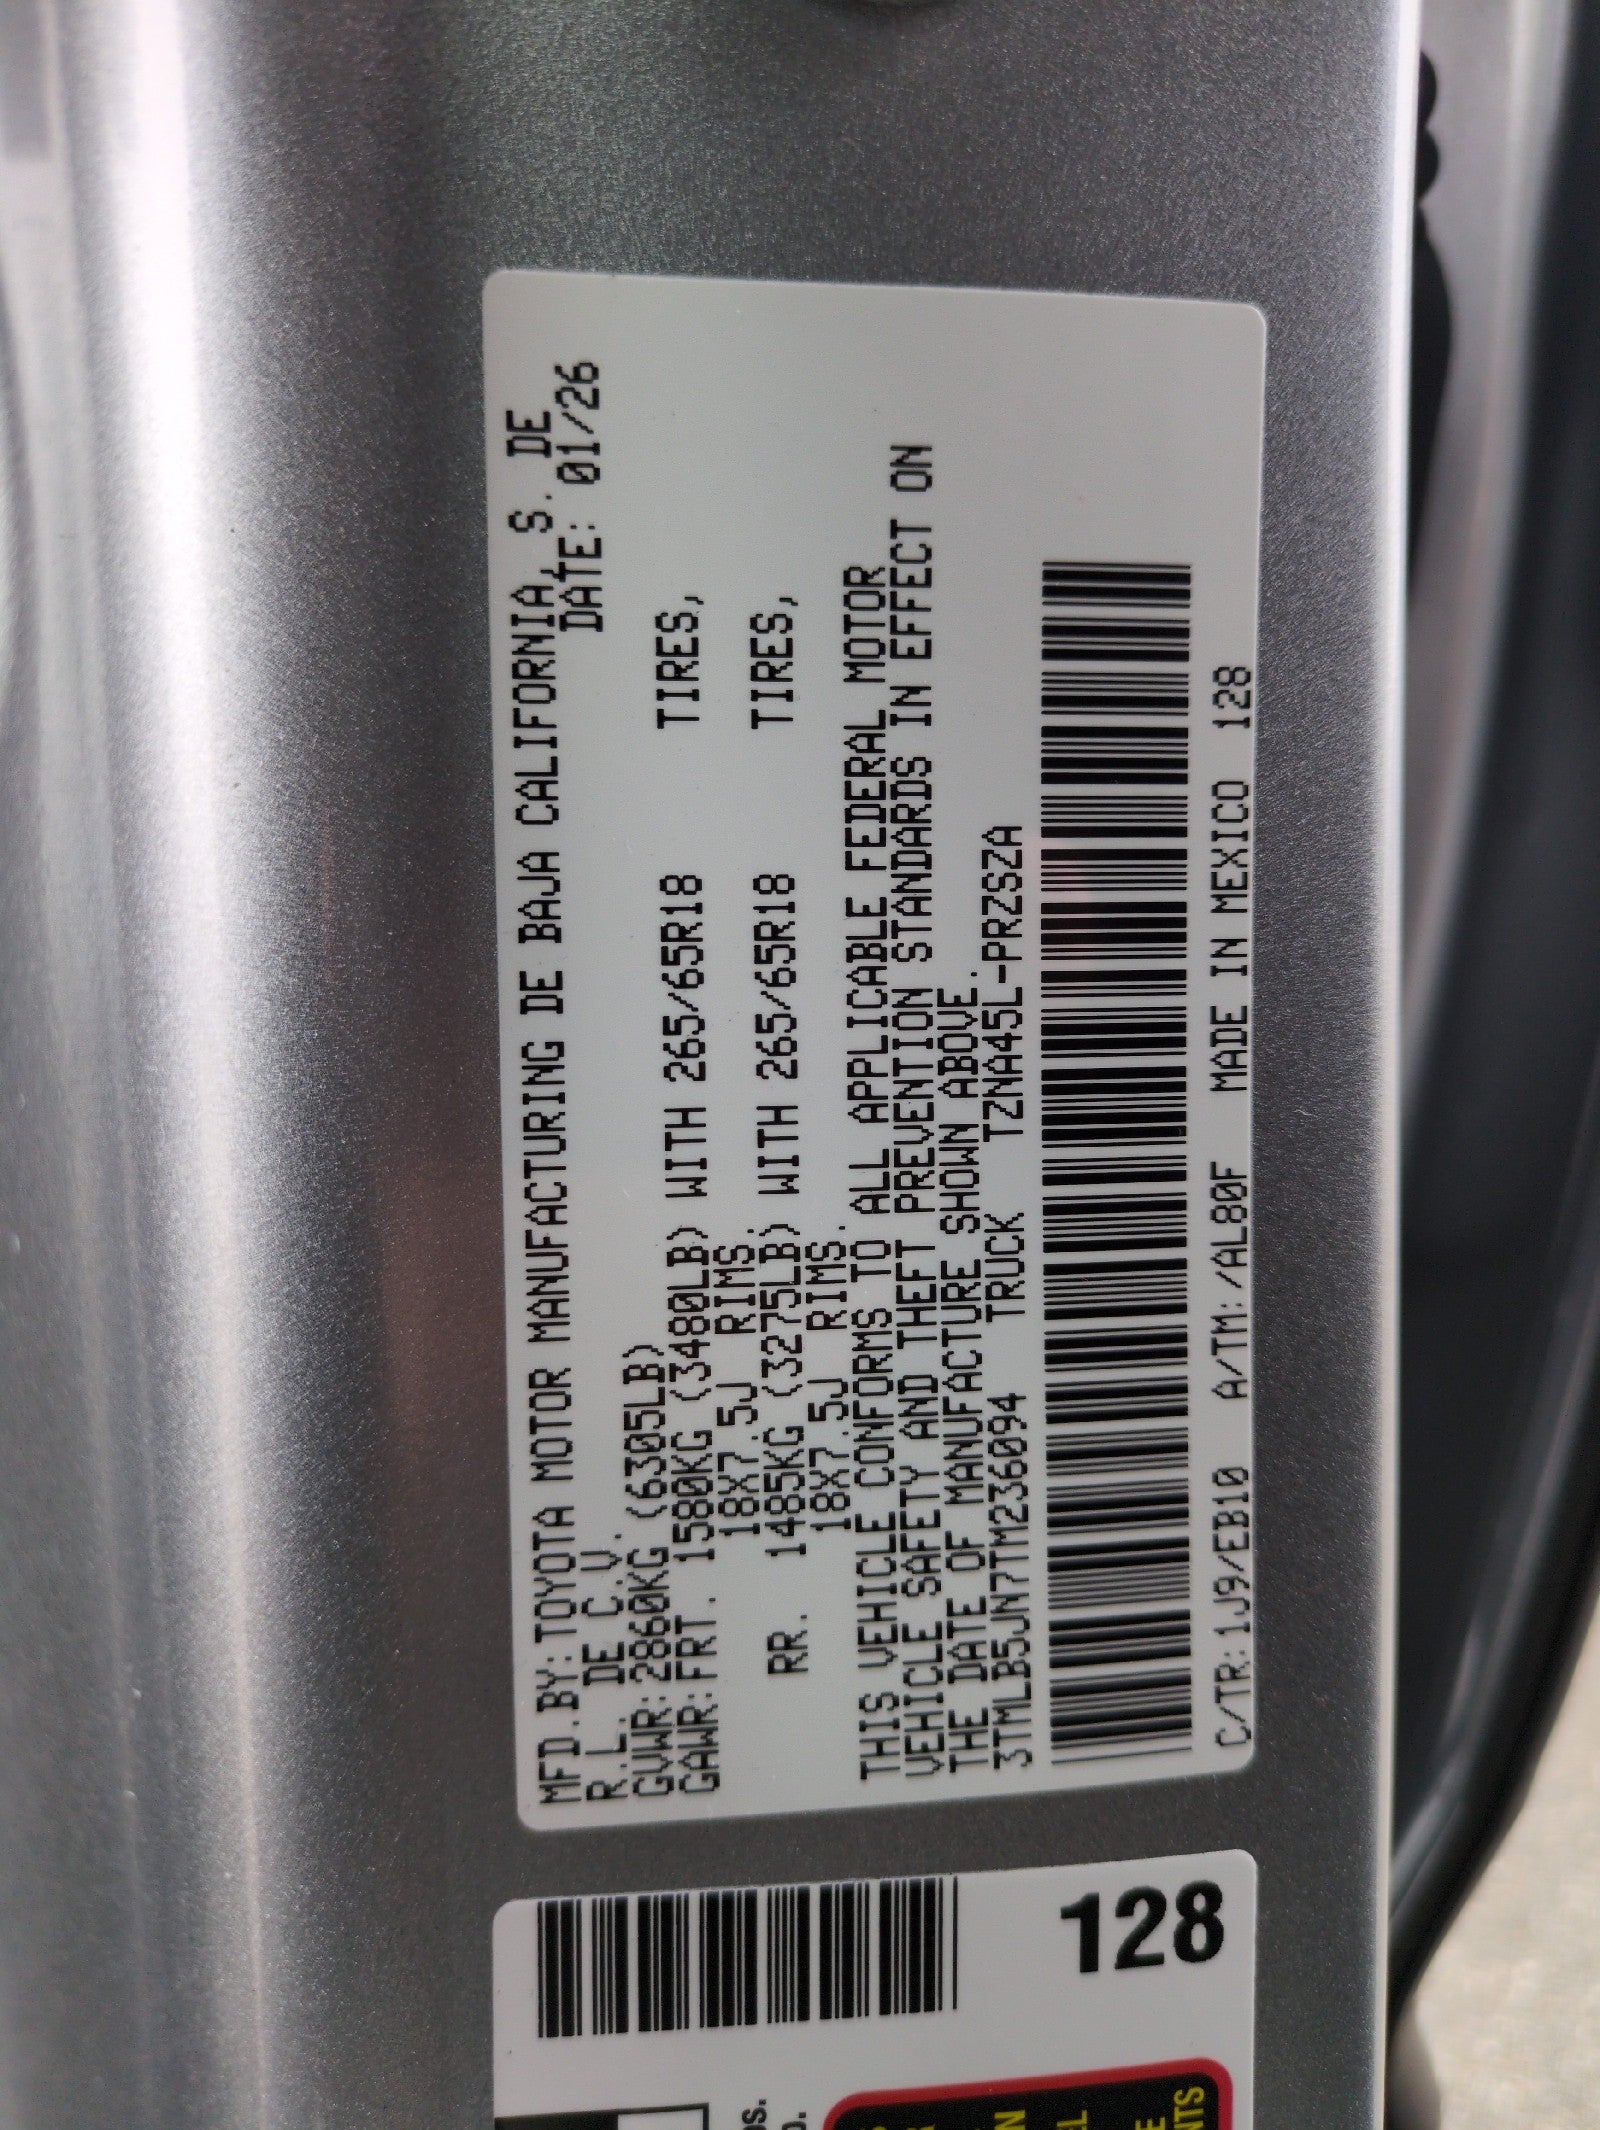 MFD.BY:TOYOTA MOTOR MANUFACTURING DE BAJA CALIFORNIA,S. DE
R.L. DE C.V. DATE: 01/26
GVWR:2860KG (6305LB)
GAWR:FRT. 1580KG (3480LB) WITH 265/65R18 TIRES,
18X7.5J RIMS.
RR. 1485KG (3275LB) WITH 265/65R18 TIRES,
18X7.5J RIMS.
THIS VEHICLE CONFORMS TO ALL APPLICABLE FEDERAL MOTOR
VEHICLE SAFETY AND THEFT PREVENTION STANDARDS IN EFFECT ON
THE DATE OF MANUFACTURE SHOWN ABOVE.
3TMLB5JN7TM236094 TRUCK TZNA45L-PRZSZA
C/TR:1J9/EB10 A/TM:/AL80F MADE IN MEXICO 128
128